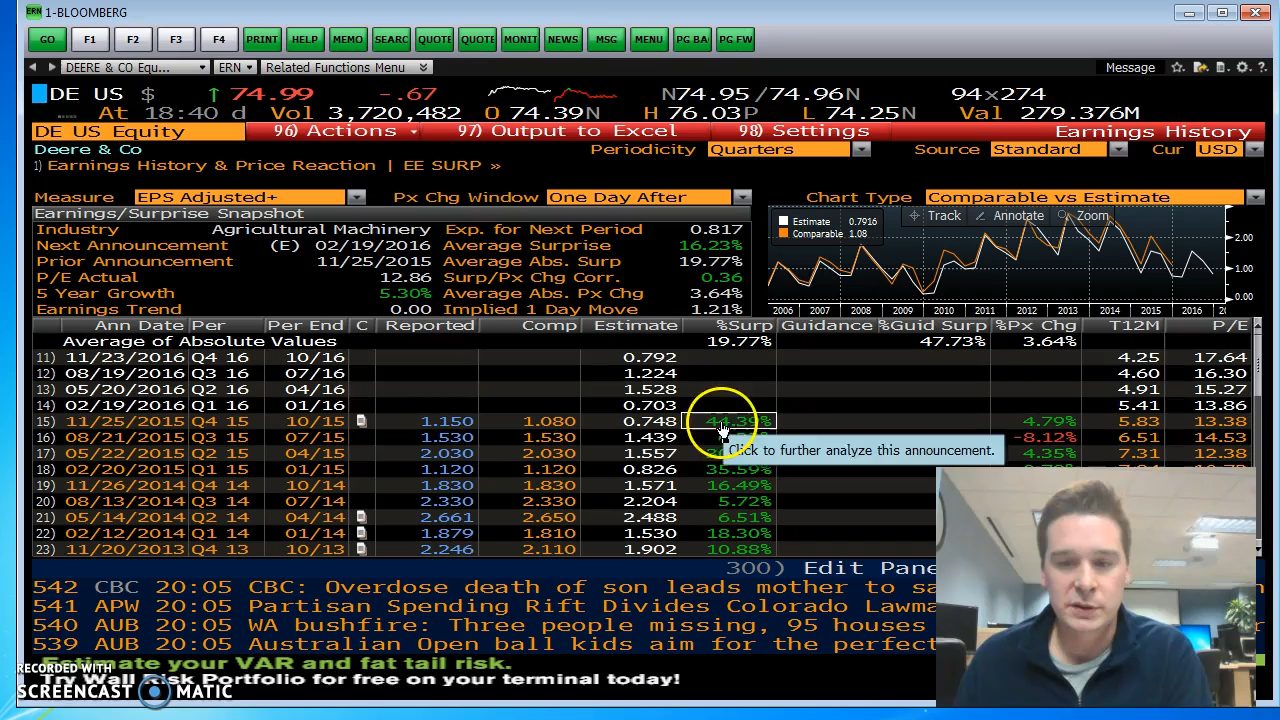 ERN 1-BLOOMBERG
GO F1 F2 F3 F4 PRINT HELP MEMO SEARC QUOTE QUOTE MONIT NEWS MSG MENU PG BA PG FW
DEERE & CO Equ... ERN Related Functions Menu Message
DE US $ ↑ 74.99 -.67 N74.95/74.96N 94×274
At 18:40 d Vol 3,720,482 O 74.39N H 76.03P L 74.25N Val 279.376M
DE US Equity 96) Actions 97) Output to Excel 98) Settings Earnings History
Deere & Co Periodicity Quarters Source Standard Cur USD
1) Earnings History & Price Reaction | EE SURP »
Measure EPS Adjusted+ Px Chg Window One Day After Chart Type Comparable vs Estimate
Earnings/Surprise Snapshot
Industry Agricultural Machinery Exp. for Next Period 0.817
Next Announcement (E) 02/19/2016 Average Surprise 16.23%
Prior Announcement 11/25/2015 Average Abs. Surp 19.77%
P/E Actual 12.86 Surp/Px Chg Corr. 0.36
5 Year Growth 5.30% Average Abs. Px Chg 3.64%
Earnings Trend 0.00 Implied 1 Day Move 1.21%
Estimate 0.7916
Comparable 1.08
Track Annotate Zoom
2.00
1.00
0.00
2006 2007 2008 2009 2010 2011 2012 2013 2014 2015 2016
Ann Date Per Per End C Reported Comp Estimate %Surp Guidance %Guid Surp %Px Chg T12M P/E
Average of Absolute Values 19.77% 47.73% 3.64%
11) 11/23/2016 Q4 16 10/16 0.792 4.25 17.64
12) 08/19/2016 Q3 16 07/16 1.224 4.60 16.30
13) 05/20/2016 Q2 16 04/16 1.528 4.91 15.27
14) 02/19/2016 Q1 16 01/16 0.703 5.41 13.86
15) 11/25/2015 Q4 15 10/15 1.150 1.080 0.748 44.39% 4.79% 5.83 13.38
16) 08/21/2015 Q3 15 07/15 1.530 1.530 1.439 -8.12% 6.51 14.53
Click to further analyze this announcement.
17) 05/22/2015 Q2 15 04/15 2.030 2.030 1.557 4.35% 7.31 12.38
18) 02/20/2015 Q1 15 01/15 1.120 1.120 0.826 35.59%
19) 11/26/2014 Q4 14 10/14 1.830 1.830 1.571 16.49%
20) 08/13/2014 Q3 14 07/14 2.330 2.330 2.204 5.72%
21) 05/14/2014 Q2 14 04/14 2.661 2.650 2.488 6.51%
22) 02/12/2014 Q1 14 01/14 1.879 1.810 1.530 18.30%
23) 11/20/2013 Q4 13 10/13 2.246 2.110 1.902 10.88%
300) Edit Pane
542 CBC 20:05 CBC: Overdose death of son leads mother to sa
541 APW 20:05 Partisan Spending Rift Divides Colorado Lawma
540 AUB 20:05 WA bushfire: Three people missing, 95 houses
539 AUB 20:05 Australian Open ball kids aim for the perfect
Estimate your VAR and fat tail risk.
Try Wall Risk Portfolio for free on your terminal today!
RECORDED WITH
SCREENCAST MATIC